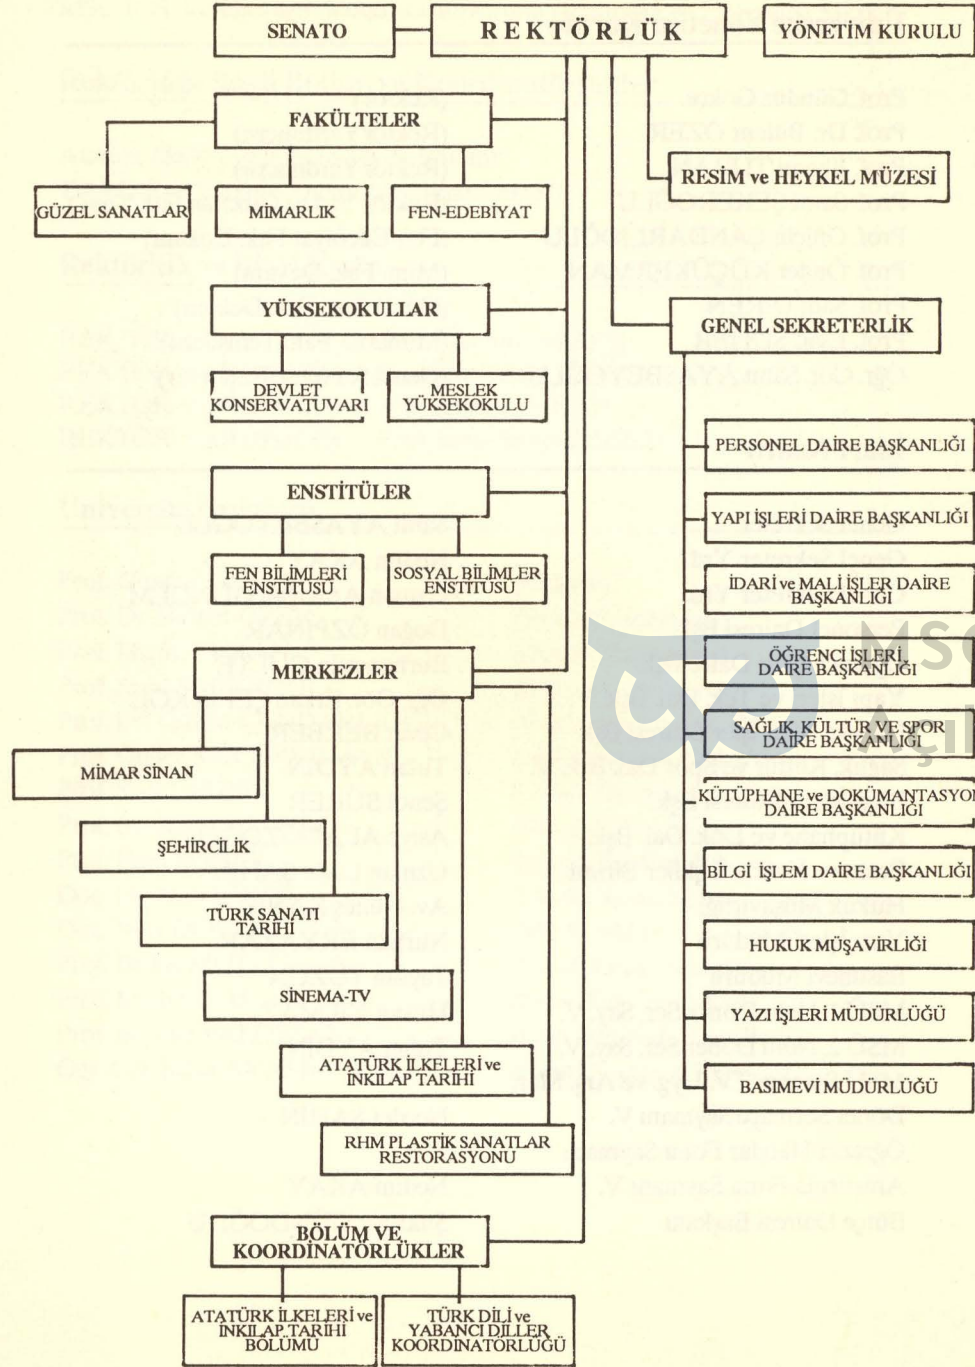 SENATO
REKTÖRLÜK
YÖNETİM KURULU
FAKÜLTELER
RESİM ve HEYKEL MÜZESİ
GÜZEL SANATLAR
MİMARLIK
FEN-EDEBİYAT
YÜKSEKOKULLAR
GENEL SEKRETERLİK
DEVLET
KONSERVATUVARI
MESLEK
YÜKSEKOKULU
PERSONEL DAİRE BAŞKANLIĞI
ENSTİTÜLER
YAPI İŞLERİ DAİRE BAŞKANLIĞI
FEN BİLİMLERİ
ENSTİTÜSÜ
SOSYAL BİLİMLER
ENSTİTÜSÜ
İDARİ ve MALİ İŞLER DAİRE
BAŞKANLIĞI
MERKEZLER
ÖĞRENCİ İŞLERİ
DAİRE BAŞKANLIĞI
SAĞLIK, KÜLTÜR VE SPOR
DAİRE BAŞKANLIĞI
MİMAR SİNAN
KÜTÜPHANE ve DOKÜMANTASYON
DAİRE BAŞKANLIĞI
ŞEHİRCİLİK
BİLGİ İŞLEM DAİRE BAŞKANLIĞI
TÜRK SANATI
TARİHİ
HUKUK MÜŞAVİRLİĞİ
SİNEMA-TV
YAZI İŞLERİ MÜDÜRLÜĞÜ
ATATÜRK İLKELERİ ve
İNKILAP TARİHİ
BASIMEVİ MÜDÜRLÜĞÜ
RHM PLASTİK SANATLAR
RESTORASYONU
BÖLÜM VE
KOORDİNATÖRLÜKLER
ATATÜRK İLKELERİ ve
İNKILAP TARİHİ
BÖLÜMÜ
TÜRK DİLİ ve
YABANCI DİLLER
KOORDİNATÖRLÜĞÜ